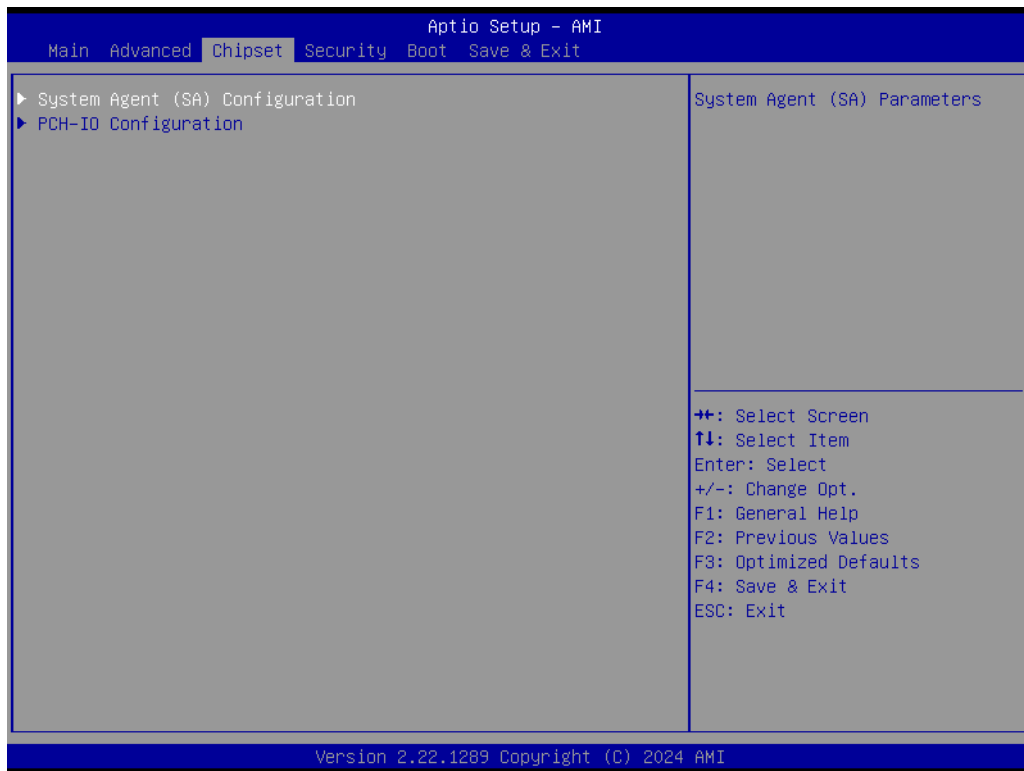 Aptio Setup – AMI
Main Advanced Chipset Security Boot Save & Exit
▶ System Agent (SA) Configuration
▶ PCH-IO Configuration
System Agent (SA) Parameters
→←: Select Screen
↑↓: Select Item
Enter: Select
+/-: Change Opt.
F1: General Help
F2: Previous Values
F3: Optimized Defaults
F4: Save & Exit
ESC: Exit
Version 2.22.1289 Copyright (C) 2024 AMI